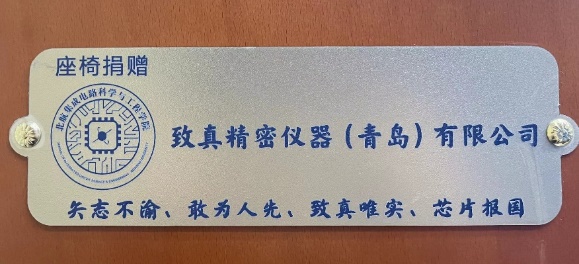 座椅捐赠
北航集成电路科学与工程学院
致真精密仪器（青岛）有限公司
矢志不渝、敢为人先、致真唯实、芯片报国